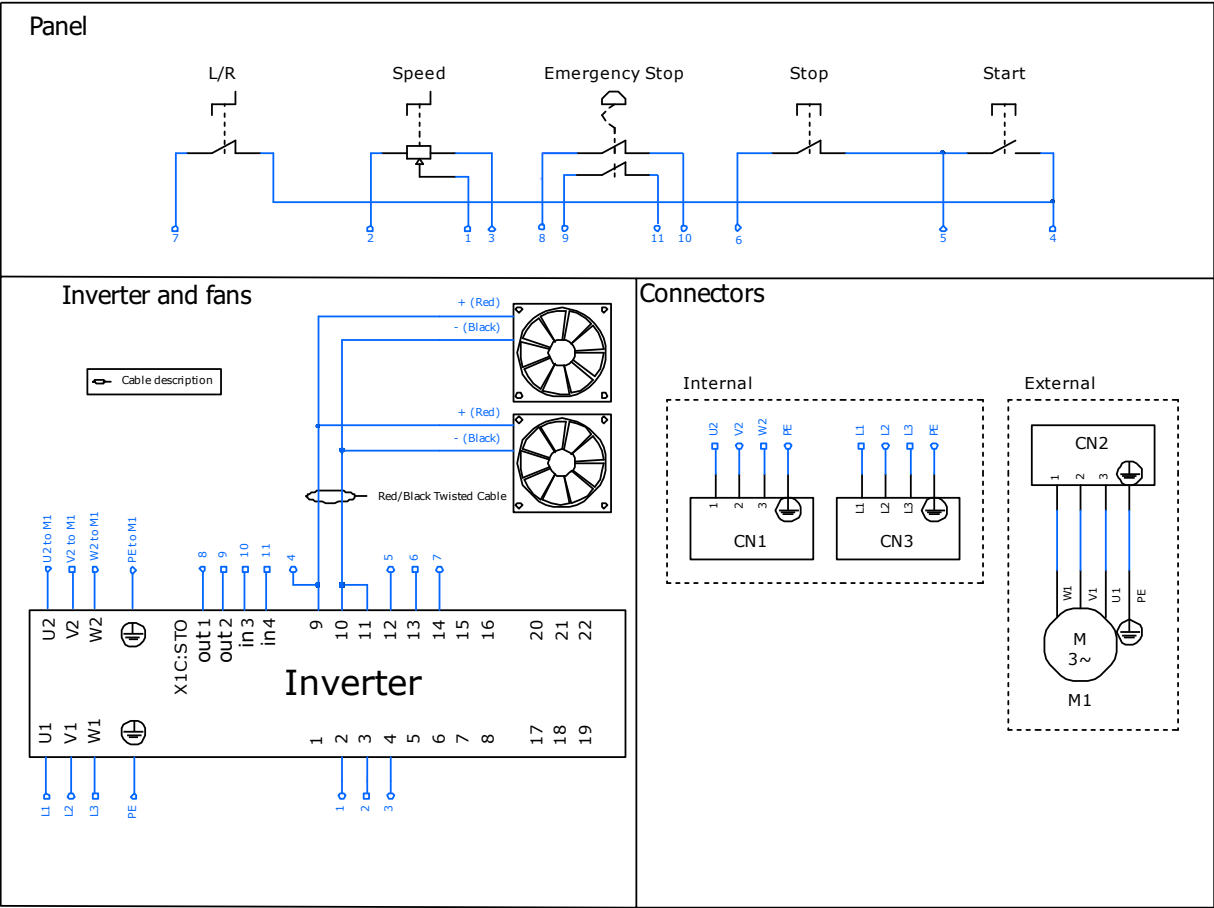 Panel
L/R
Speed
Emergency Stop
Stop
Start
7
2
1
3
8
9
11
10
6
5
4
Inverter and fans
+ (Red)
- (Black)
Cable description
+ (Red)
- (Black)
Red/Black Twisted Cable
U2 to M1
V2 to M1
W2 to M1
PE to M1
8
9
10
11
4
5
6
7
U2
V2
W2
X1C:STO
out1
out2
in3
in4
9
10
11
12
13
14
15
16
20
21
22
Inverter
U1
V1
W1
1
2
3
4
5
6
7
8
17
18
19
L1
L2
L3
PE
1
2
3
Connectors
Internal
U2
V2
W2
PE
1
2
3
CN1
L1
L2
L3
PE
L1
L2
L3
CN3
External
CN2
1
2
3
W1
V1
U1
PE
M
3~
M1